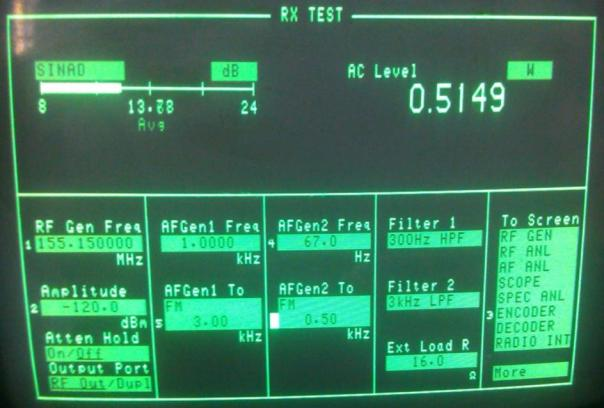 RX TEST
SINAD dB
8 24
Avg
AC Level W
0.5149
RF Gen Freq
1 155.150000
MHz
Amplitude
2 -120.0
dBm
Atten Hold
On/Off
Output Port
RF Out/Dupl
AFGen1 Freq
1.0000
kHz
AFGen1 To
FM
5 3.00
kHz
AFGen2 Freq
4 67.0
Hz
AFGen2 To
FM
0.50
kHz
Filter 1
300Hz HPF
Filter 2
3kHz LPF
Ext Load R
16.0
Ω
To Screen
RF GEN
RF ANL
AF ANL
SCOPE
SPEC ANL
3 ENCODER
DECODER
RADIO INT
More